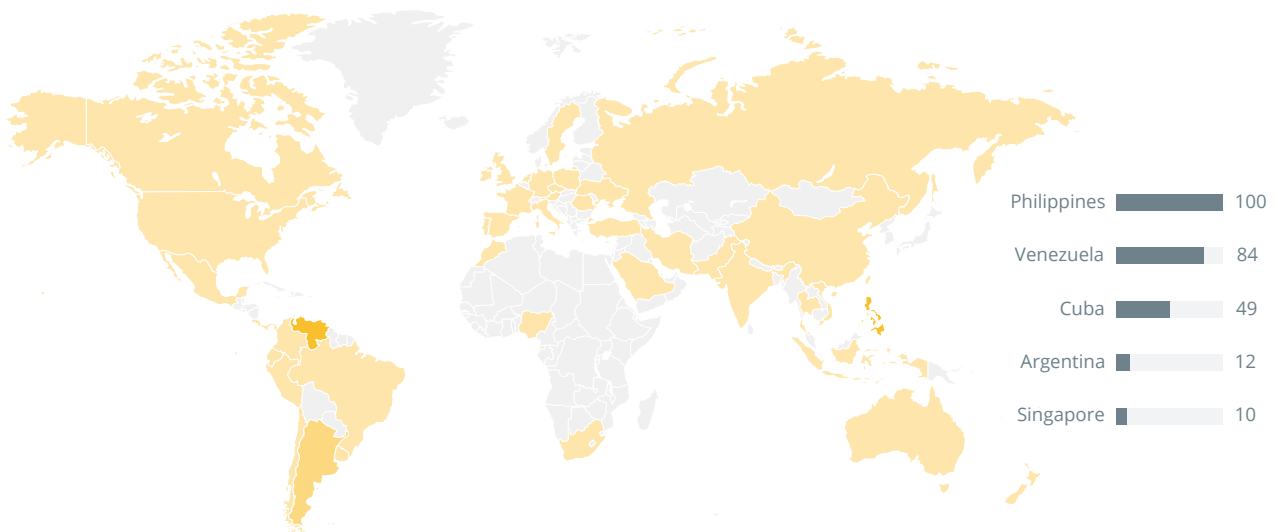 Philippines 100
Venezuela 84
Cuba 49
Argentina 12
Singapore 10